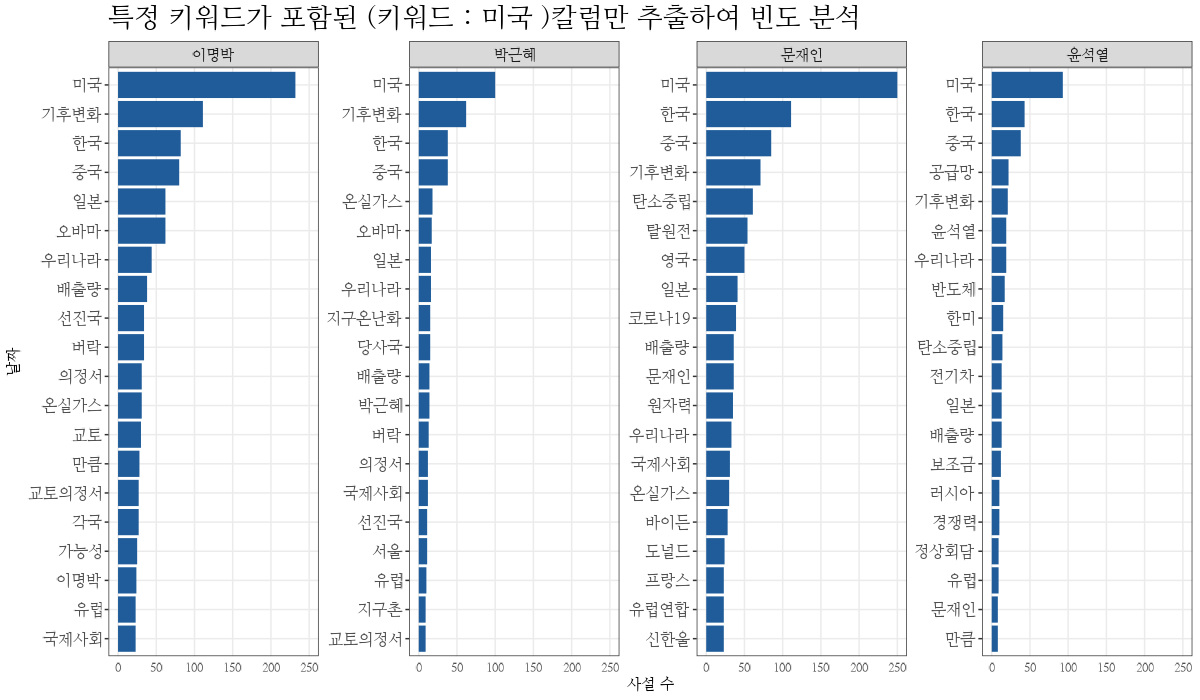 특정 키워드가 포함된 (키워드 : 미국 )칼럼만 추출하여 빈도 분석
이명박
미국
기후변화
한국
중국
일본
오바마
우리나라
배출량
선진국
버락
의정서
온실가스
교토
만큼
교토의정서
각국
가능성
이명박
유럽
국제사회
0 50 100 150 200 250
박근혜
미국
기후변화
한국
중국
온실가스
오바마
일본
우리나라
지구온난화
당사국
배출량
박근혜
버락
의정서
국제사회
선진국
서울
유럽
지구촌
교토의정서
0 50 100 150 200 250
문재인
미국
한국
중국
기후변화
탄소중립
탈원전
영국
일본
코로나19
배출량
문재인
원자력
우리나라
국제사회
온실가스
바이든
도널드
프랑스
유럽연합
신한울
0 50 100 150 200 250
윤석열
미국
한국
중국
공급망
기후변화
윤석열
우리나라
반도체
한미
탄소중립
전기차
일본
배출량
보조금
러시아
경쟁력
정상회담
유럽
문재인
만큼
0 50 100 150 200 250
날짜
사설 수